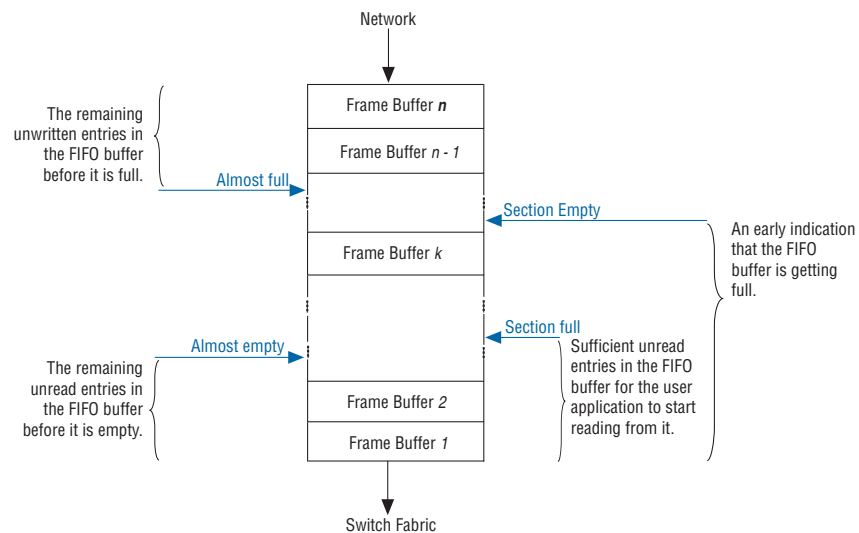 Network
Frame Buffer n
The remaining
unwritten entries in
the FIFO buffer
before it is full.
Frame Buffer n - 1
Almost full
Section Empty
An early indication
that the FIFO
buffer is getting
full.
Frame Buffer k
Section full
Almost empty
Sufficient unread
entries in the FIFO
buffer for the user
application to start
reading from it.
The remaining
unread entries in
the FIFO buffer
before it is empty.
Frame Buffer 2
Frame Buffer 1
Switch Fabric